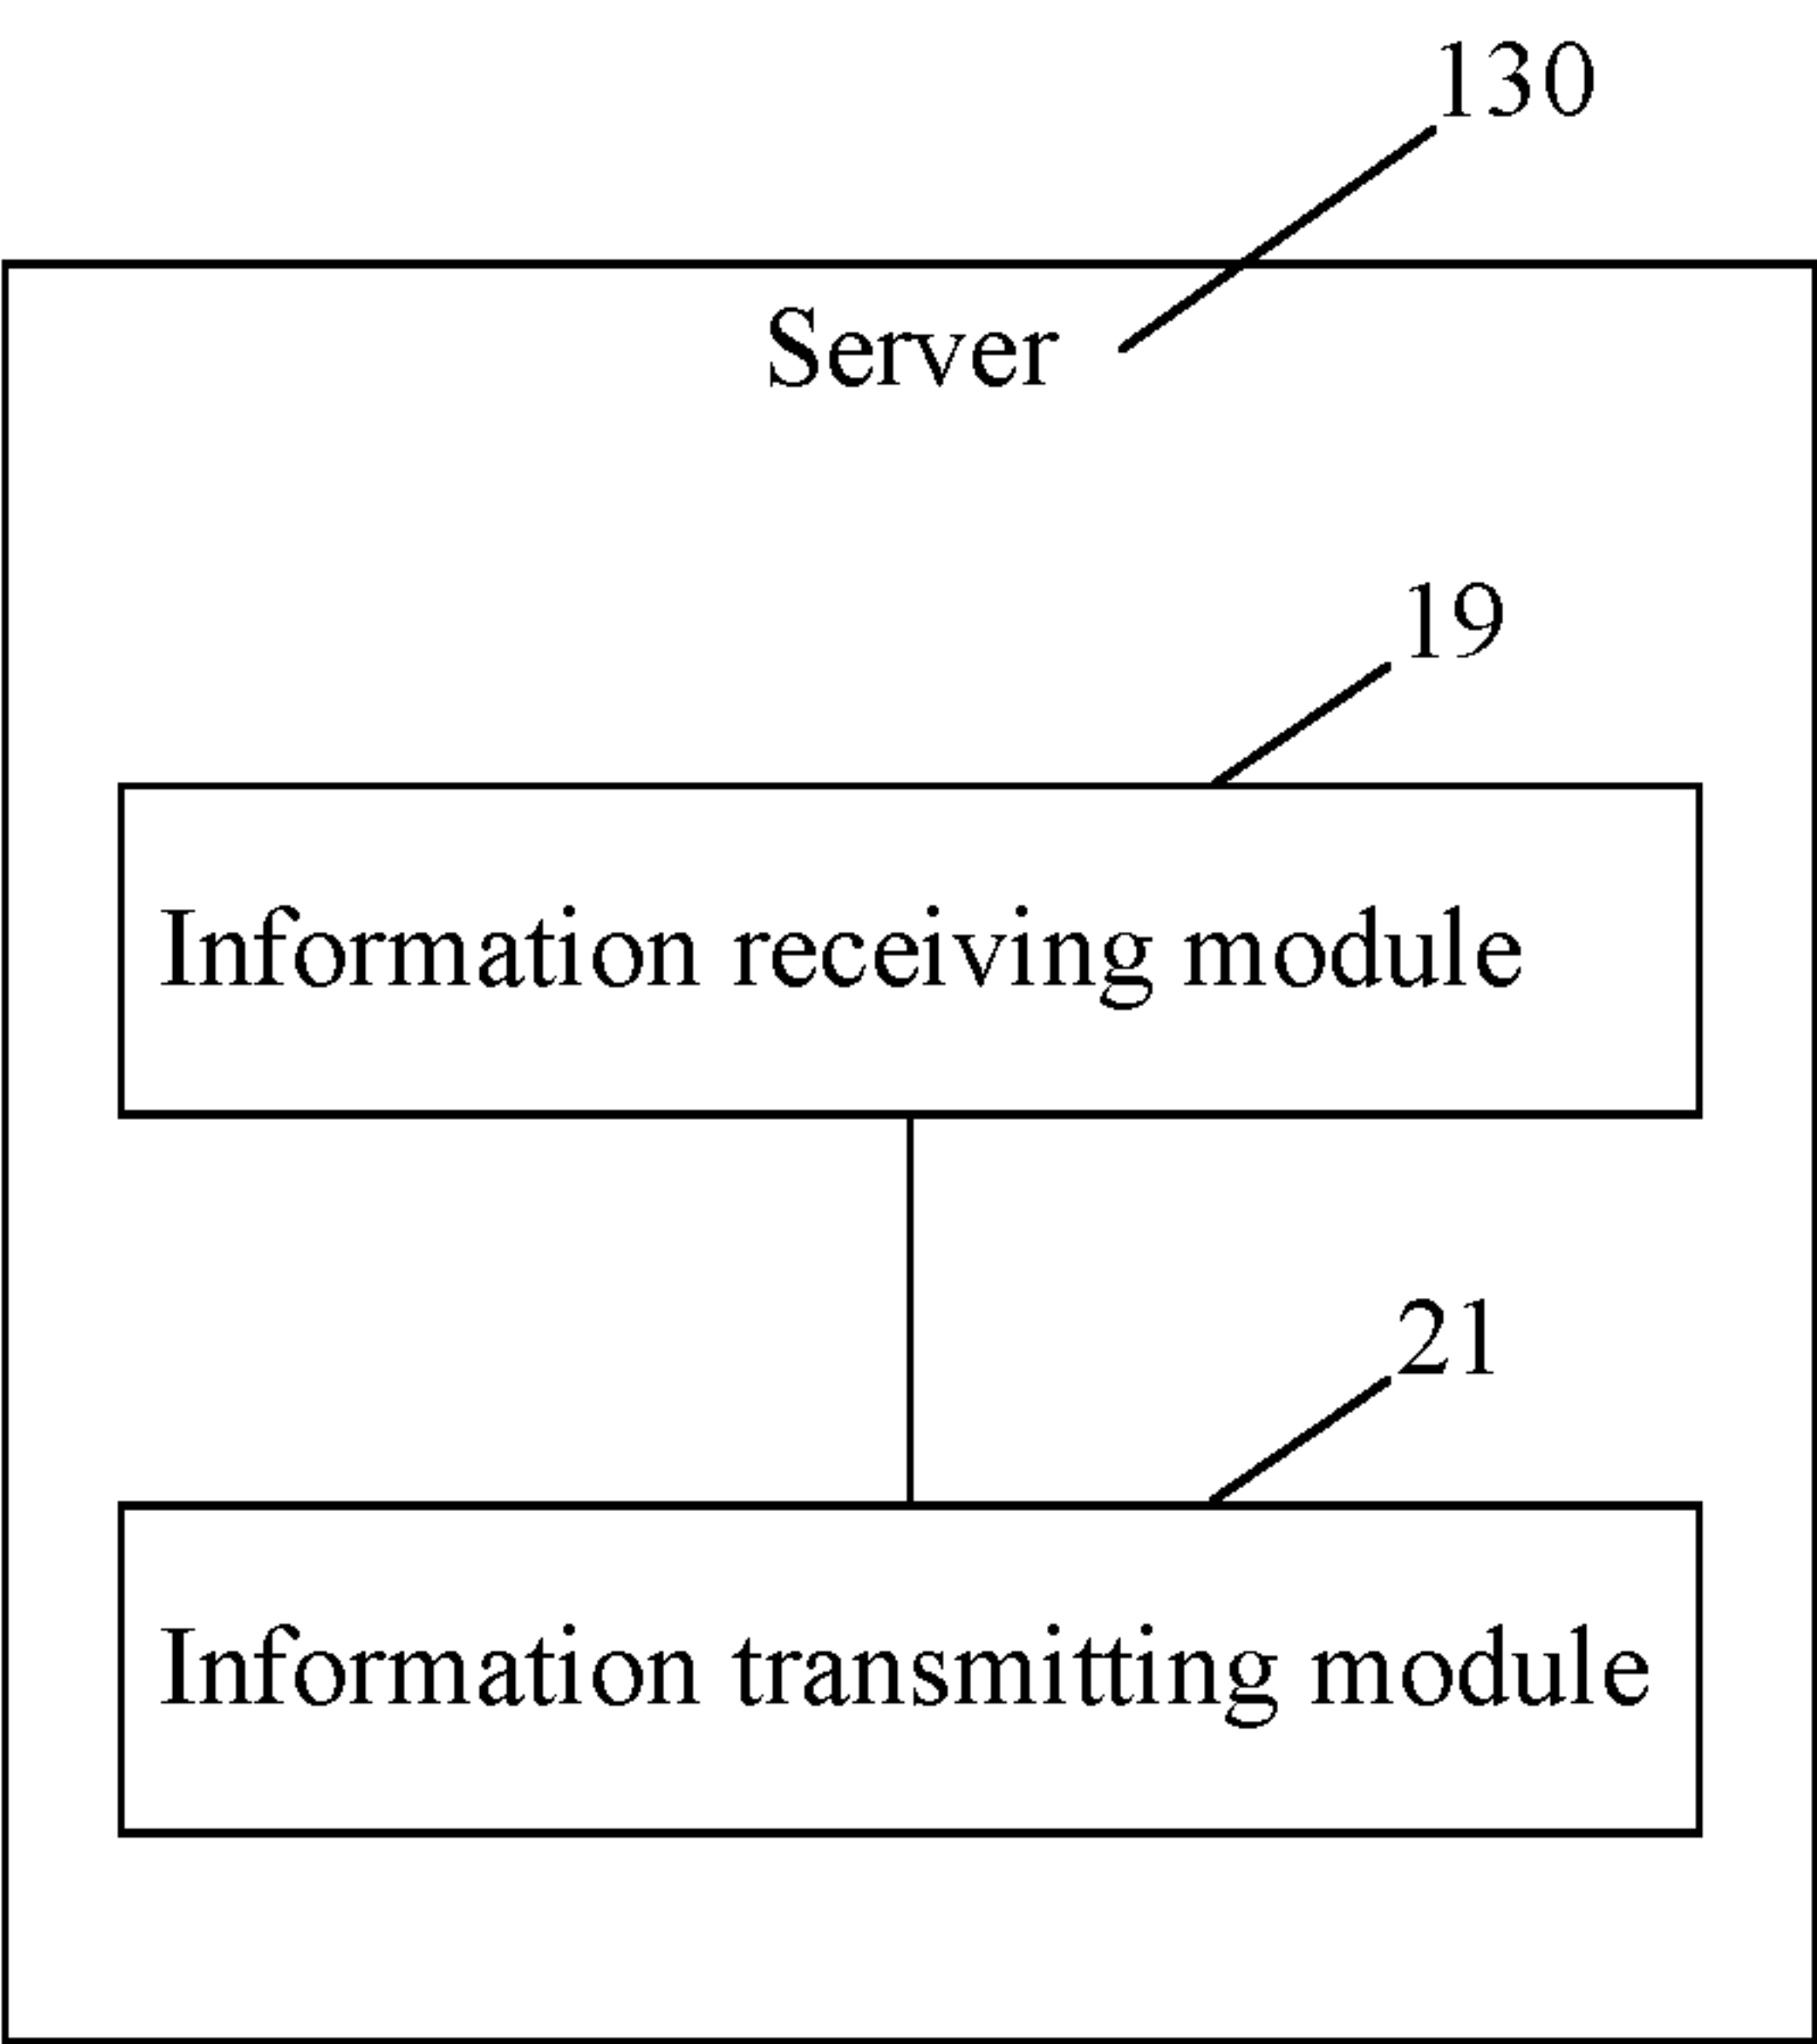 130
Server
19
Information receiving module
21
Information transmitting module